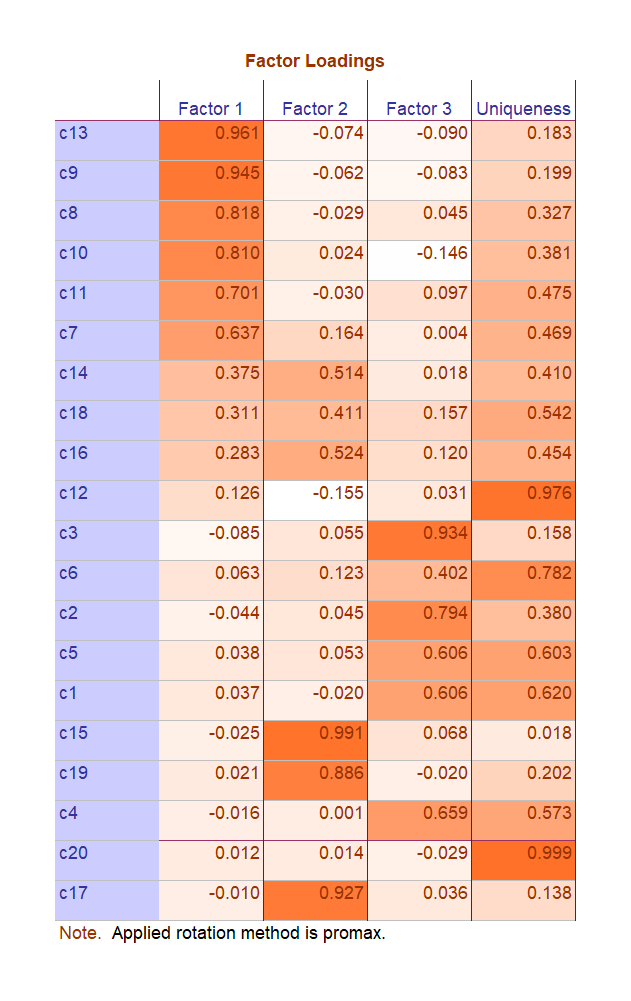 Factor Loadings
Factor 1 Factor 2 Factor 3 Uniqueness
c13 0.961 -0.074 -0.090 0.183
c9 0.945 -0.062 -0.083 0.199
c8 0.818 -0.029 0.045 0.327
c10 0.810 0.024 -0.146 0.381
c11 0.701 -0.030 0.097 0.475
c7 0.637 0.164 0.004 0.469
c14 0.375 0.514 0.018 0.410
c18 0.311 0.411 0.157 0.542
c16 0.283 0.524 0.120 0.454
c12 0.126 -0.155 0.031 0.976
c3 -0.085 0.055 0.934 0.158
c6 0.063 0.123 0.402 0.782
c2 -0.044 0.045 0.794 0.380
c5 0.038 0.053 0.606 0.603
c1 0.037 -0.020 0.606 0.620
c15 -0.025 0.991 0.068 0.018
c19 0.021 0.886 -0.020 0.202
c4 -0.016 0.001 0.659 0.573
c20 0.012 0.014 -0.029 0.999
c17 -0.010 0.927 0.036 0.138
Note. Applied rotation method is promax.